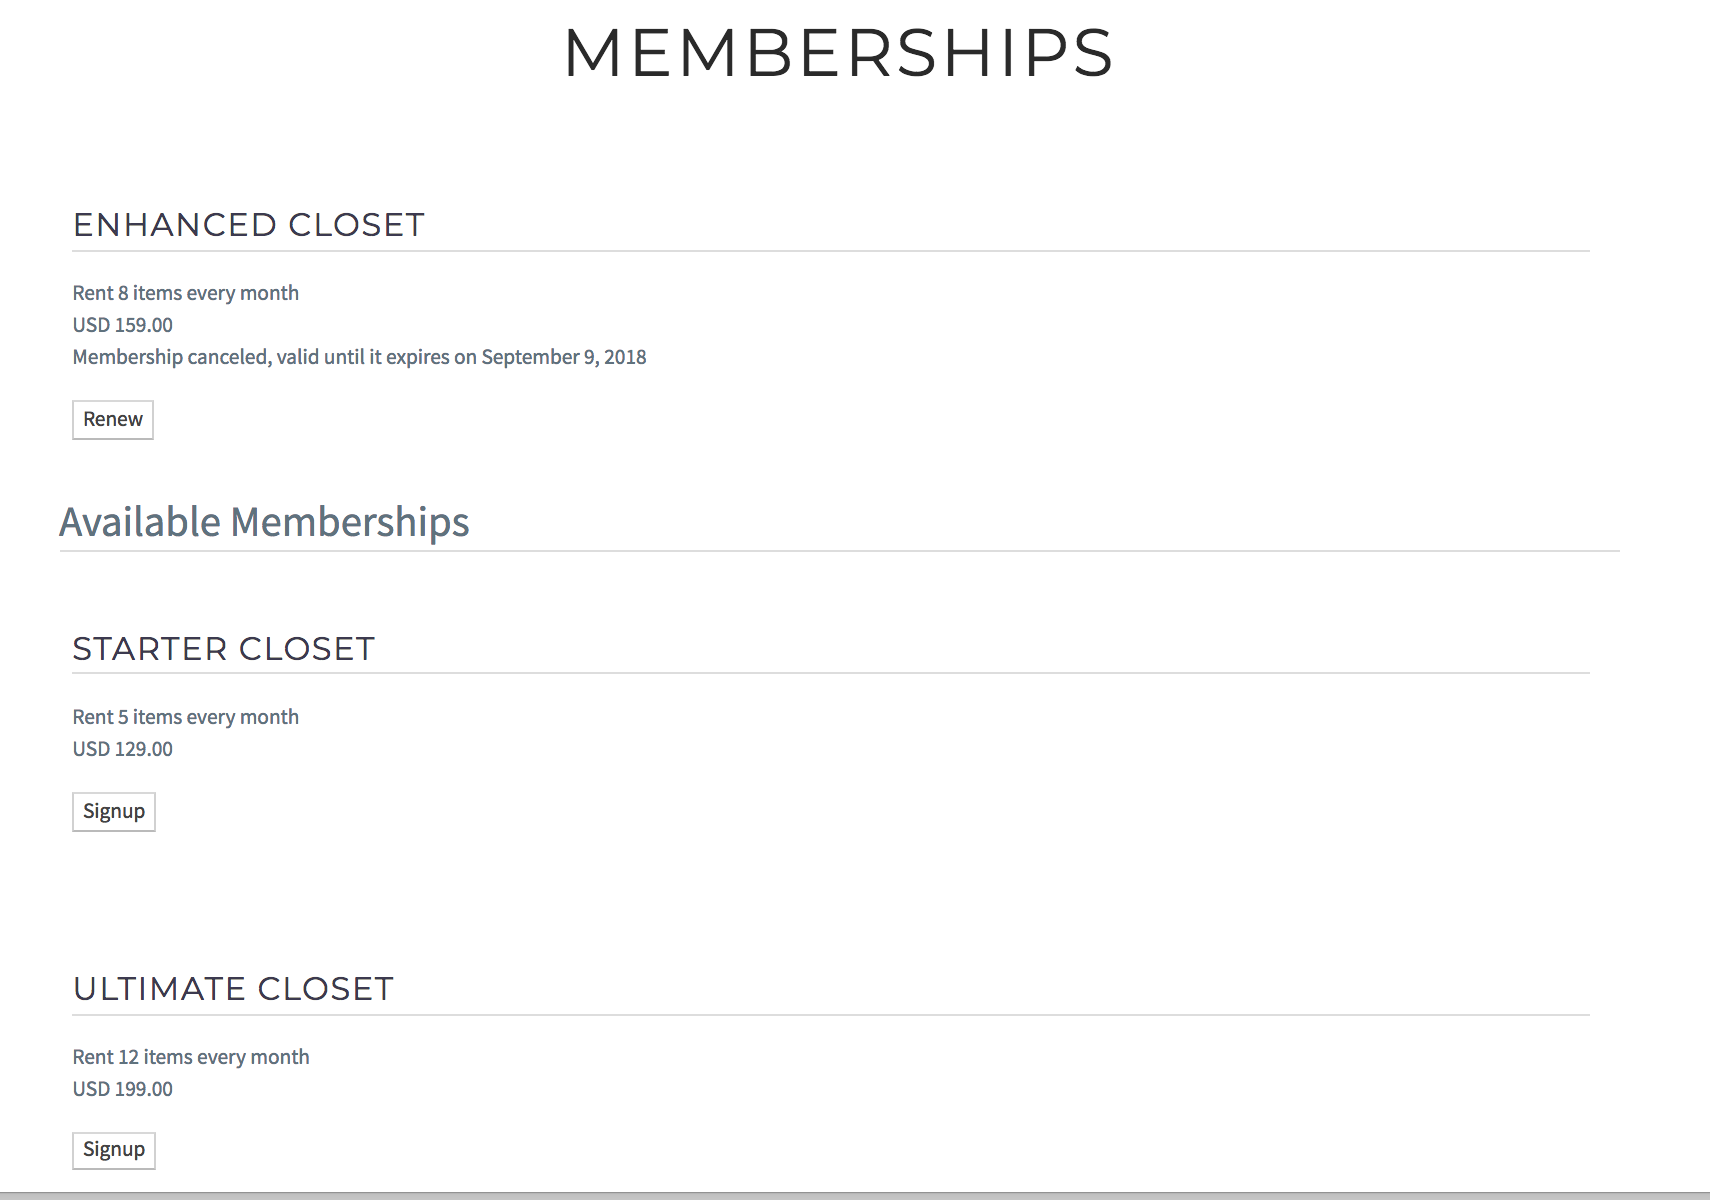 MEMBERSHIPS
ENHANCED CLOSET
Rent 8 items every month
USD 159.00
Membership canceled, valid until it expires on September 9, 2018
Renew
Available Memberships
STARTER CLOSET
Rent 5 items every month
USD 129.00
Signup
ULTIMATE CLOSET
Rent 12 items every month
USD 199.00
Signup